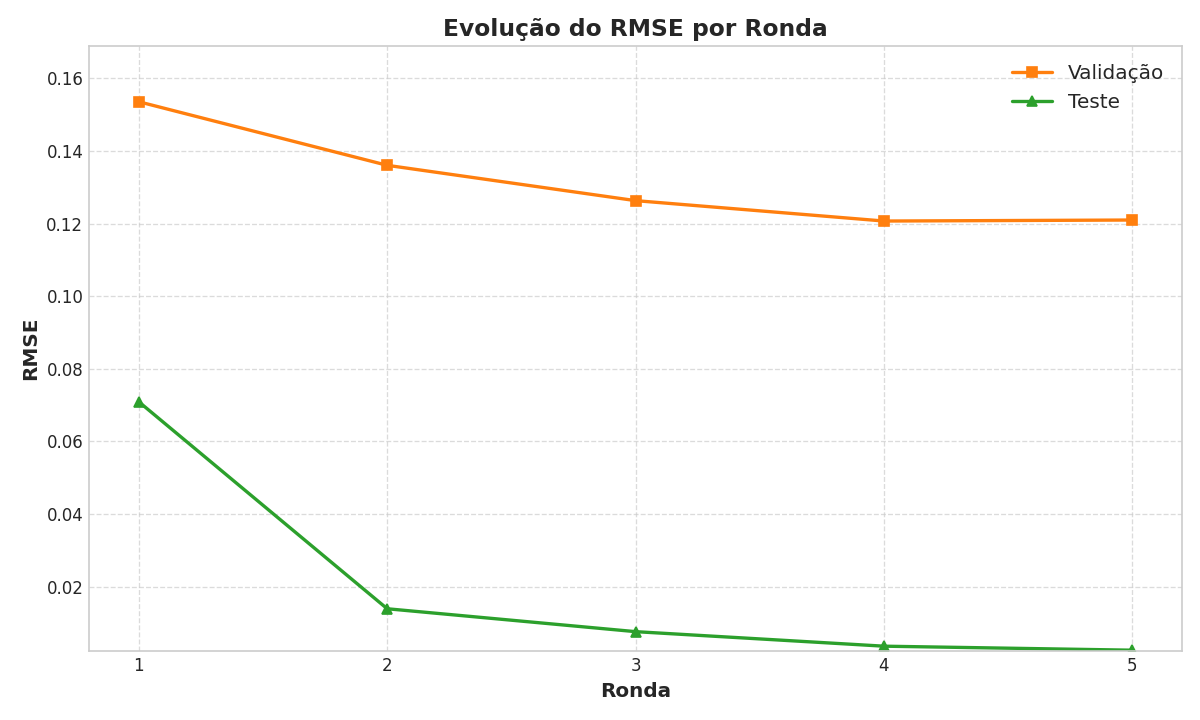 Evolução do RMSE por Ronda
Validação
Teste
RMSE
0.16
0.14
0.12
0.10
0.08
0.06
0.04
0.02
1 2 3 4 5
Ronda